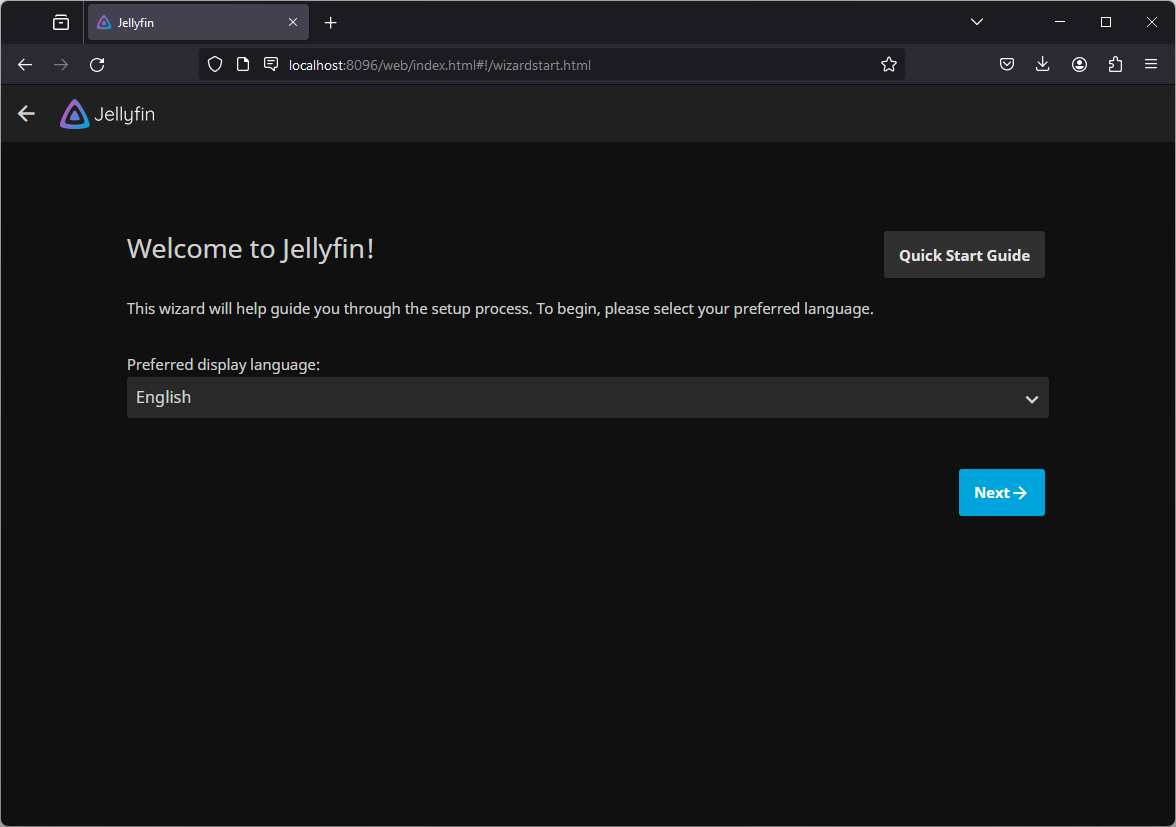 Jellyfin
localhost:8096/web/index.html#!/wizardstart.html
Jellyfin
Welcome to Jellyfin!
Quick Start Guide
This wizard will help guide you through the setup process. To begin, please select your preferred language.
Preferred display language:
English
Next